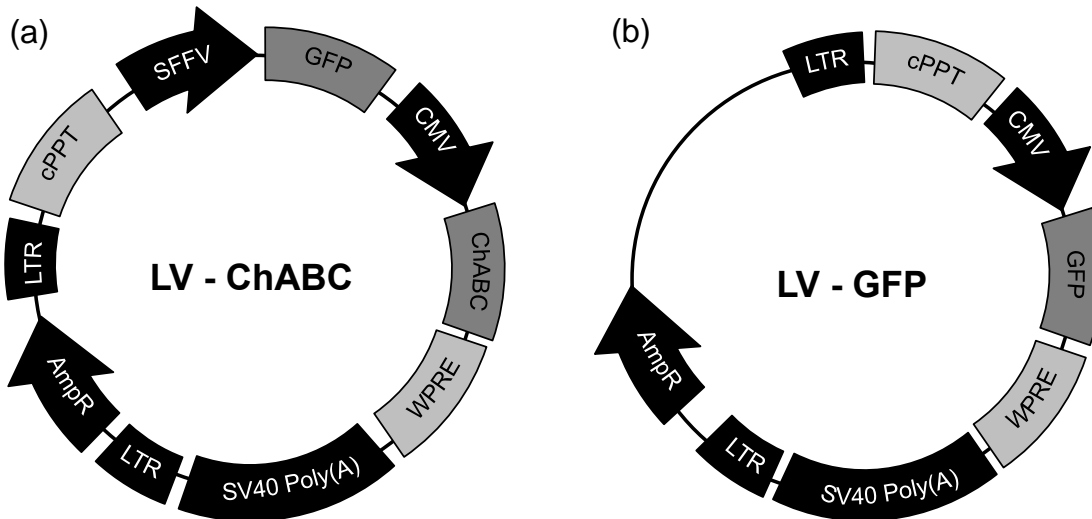 (a)
SFFV
GFP
CMV
ChABC
WPRE
SV40 Poly(A)
LTR
AmpR
LTR
cPPT
LV - ChABC
(b)
LTR
cPPT
CMV
GFP
WPRE
SV40 Poly(A)
LTR
AmpR
LV - GFP